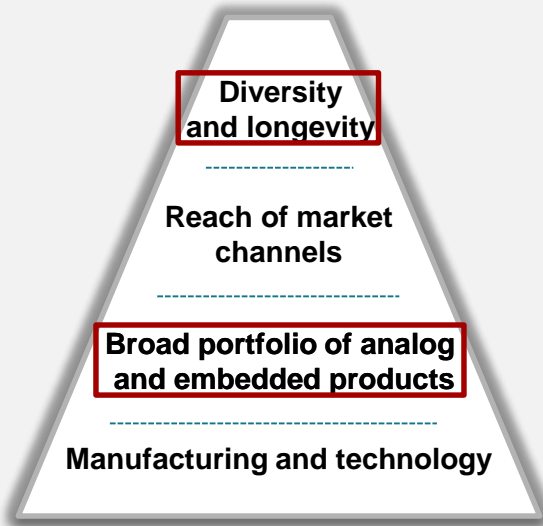 Diversity
and longevity
Reach of market
channels
Broad portfolio of analog
and embedded products
Manufacturing and technology